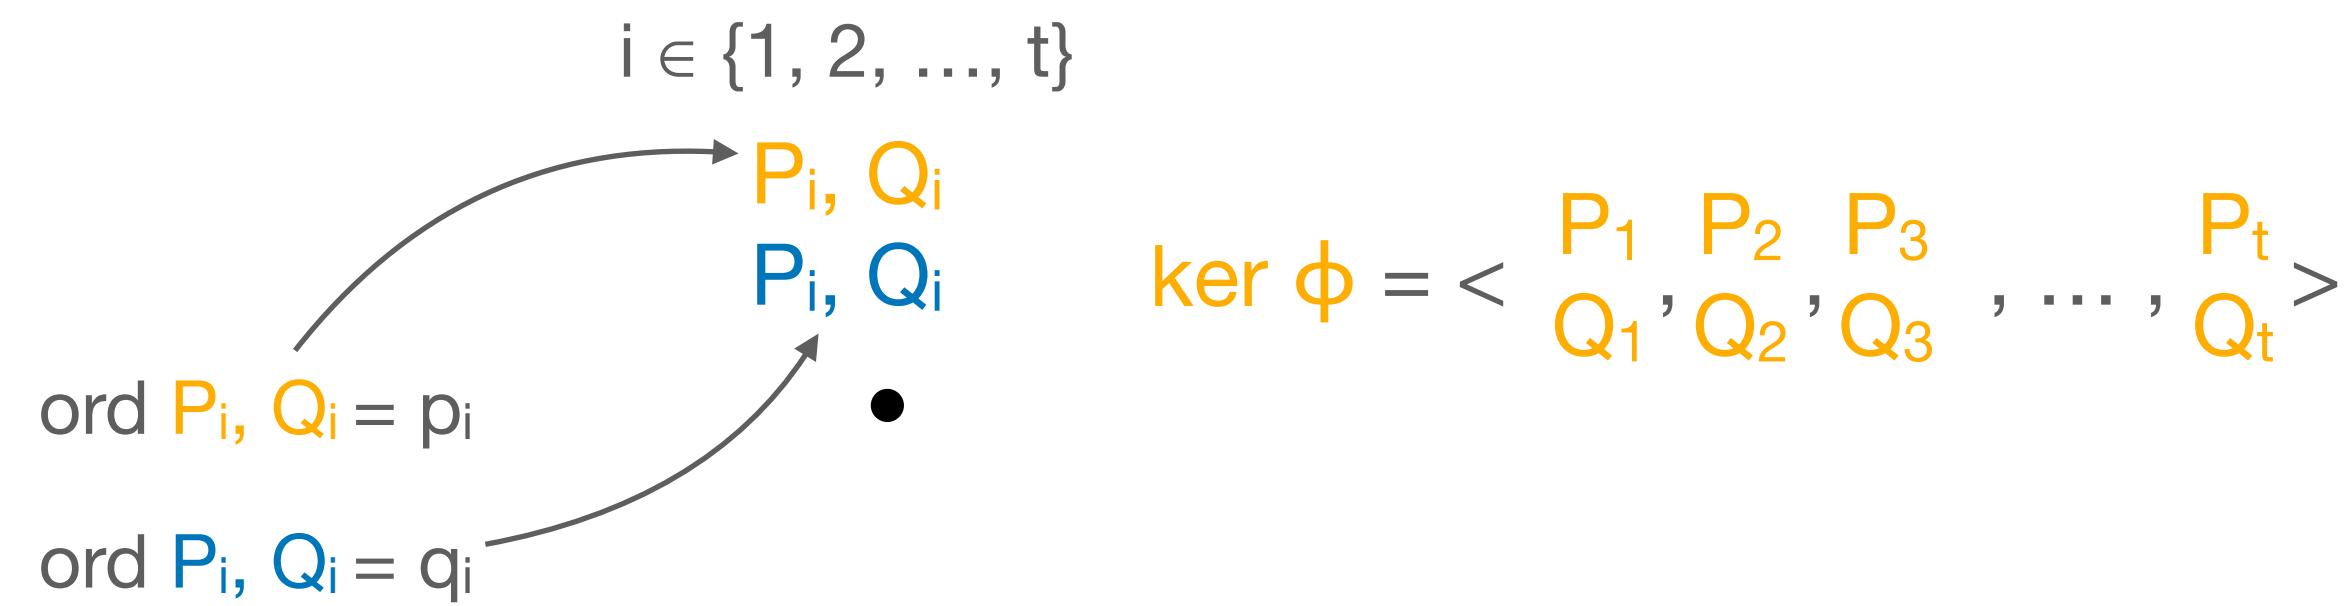 i ∈ {1, 2, ..., t}
Pᵢ, Qᵢ
Pᵢ, Qᵢ
ord Pᵢ, Qᵢ = pᵢ
ord Pᵢ, Qᵢ = qᵢ
P₁ P₂ P₃ Pₜ
ker ϕ = < , , , ... , >
Q₁ Q₂ Q₃ Qₜ